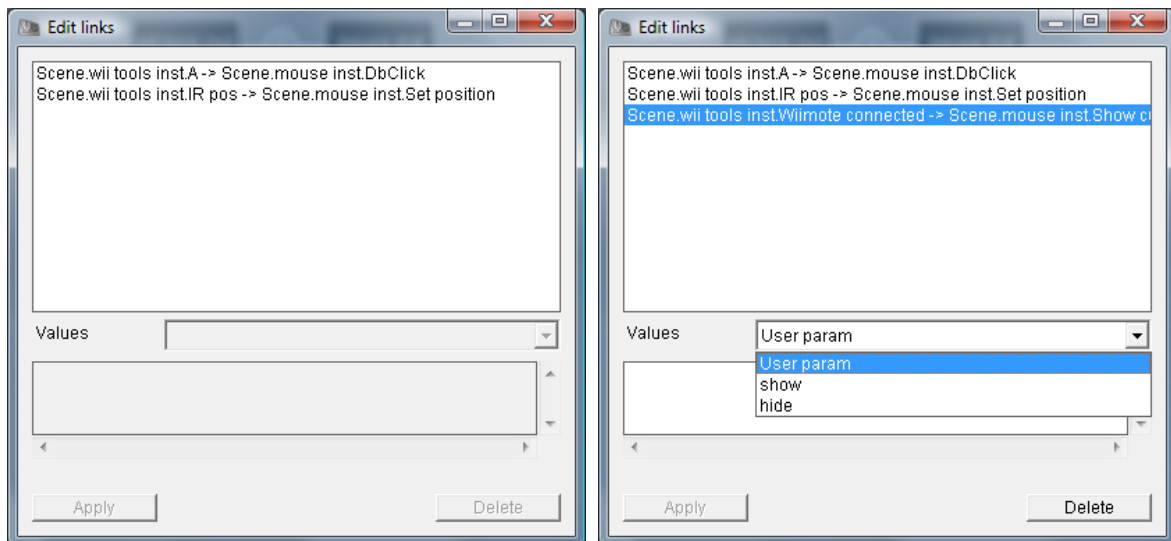 Edit links
Scene.wii tools inst.A -> Scene.mouse inst.DbClick
Scene.wii tools inst.IR pos -> Scene.mouse inst.Set position
Values
Apply
Delete
Edit links
Scene.wii tools inst.A -> Scene.mouse inst.DbClick
Scene.wii tools inst.IR pos -> Scene.mouse inst.Set position
Scene.wii tools inst.Wiimote connected -> Scene.mouse inst.Show
Values
User param
User param
show
hide
Apply
Delete